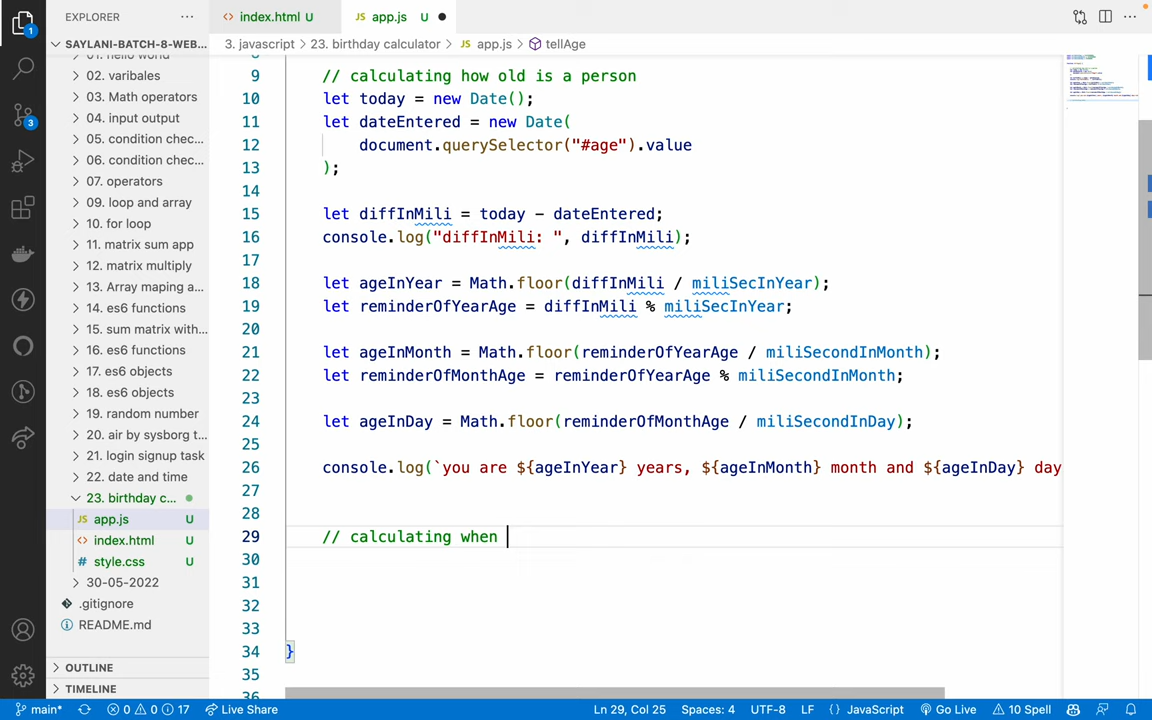 EXPLORER
index.html U
app.js U
SAYLANI-BATCH-8-WEB...
3. javascript > 23. birthday calculator > JS app.js > tellAge
02. varibales
03. Math operators
04. input output
05. condition chec...
06. condition chec...
07. operators
09. loop and array
10. for loop
11. matrix sum app
12. matrix multiply
13. Array maping a...
14. es6 functions
15. sum matrix with...
16. es6 functions
17. es6 objects
18. es6 objects
19. random number
20. air by sysborg t...
21. login signup task
22. date and time
23. birthday c...
JS app.js U
<> index.html U
# style.css U
30-05-2022
.gitignore
README.md
OUTLINE
TIMELINE
9 // calculating how old is a person
10 let today = new Date();
11 let dateEntered = new Date(
12 document.querySelector("#age").value
13 );
14
15 let diffInMili = today - dateEntered;
16 console.log("diffInMili: ", diffInMili);
17
18 let ageInYear = Math.floor(diffInMili / miliSecInYear);
19 let reminderOfYearAge = diffInMili % miliSecInYear;
20
21 let ageInMonth = Math.floor(reminderOfYearAge / miliSecondInMonth);
22 let reminderOfMonthAge = reminderOfYearAge % miliSecondInMonth;
23
24 let ageInDay = Math.floor(reminderOfMonthAge / miliSecondInDay);
25
26 console.log(`you are ${ageInYear} years, ${ageInMonth} month and ${ageInDay} day
27
28
29 // calculating when
30
31
32
33
34 }
35
main* 0 0 17 Live Share Ln 29, Col 25 Spaces: 4 UTF-8 LF {} JavaScript Go Live 10 Spell